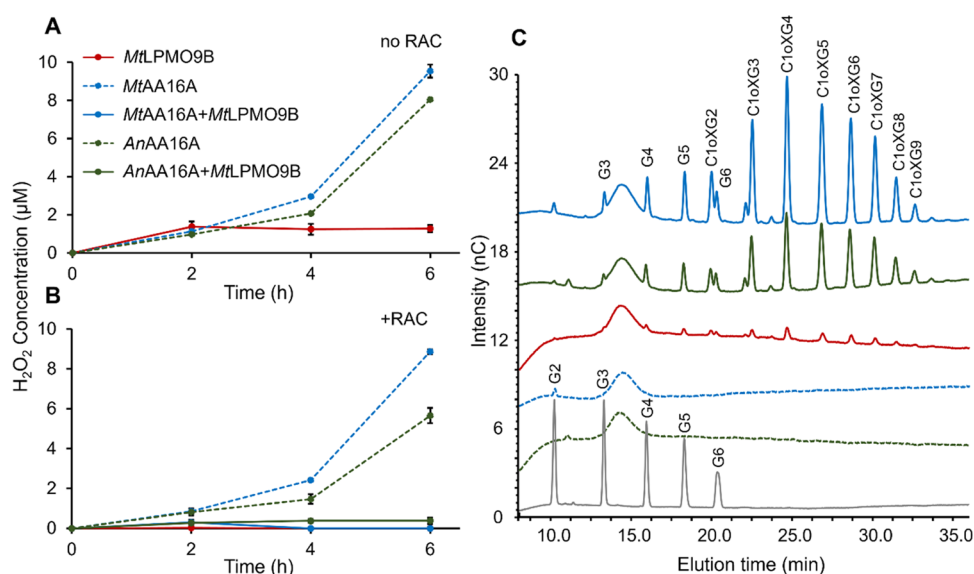 A
no RAC
MtLPMO9B
MtAA16A
MtAA16A+MtLPMO9B
AnAA16A
AnAA16A+MtLPMO9B
10
8
6
4
2
0
0 2 4 6
Time (h)
H₂O₂ Concentration (µM)
B
+RAC
10
8
6
4
2
0
0 2 4 6
Time (h)
C
30
24
18
12
6
0
Intensity (nC)
G3
G4
G5
C1oXG2
G6
C1oXG3
C1oXG4
C1oXG5
C1oXG6
C1oXG7
C1oXG8
C1oXG9
G2
G3
G4
G5
G6
10.0 15.0 20.0 25.0 30.0 35.0
Elution time (min)